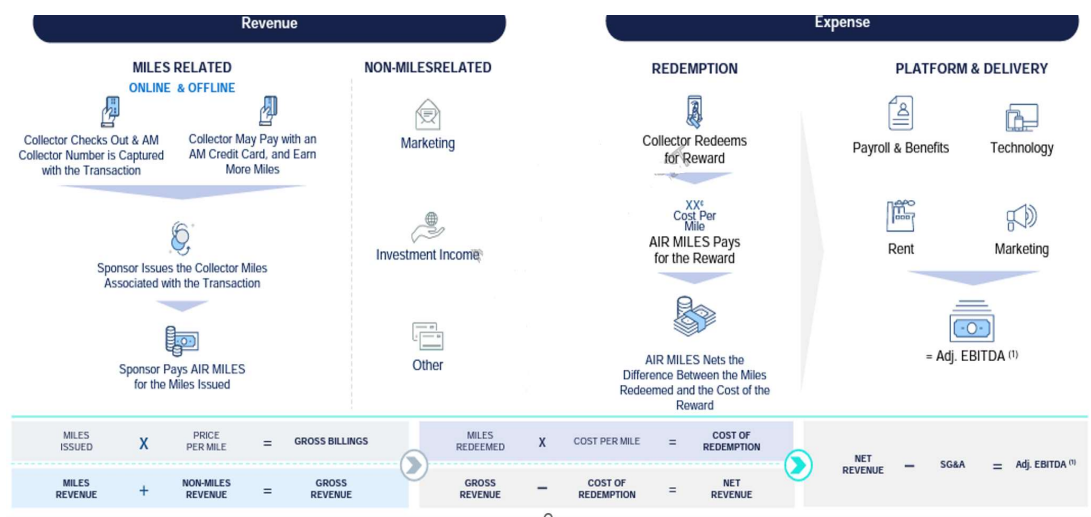 Revenue
Expense
MILES RELATED
ONLINE & OFFLINE
Collector Checks Out & AM
Collector Number is Captured
with the Transaction
Collector May Pay with an
AM Credit Card, and Earn
More Miles
Sponsor Issues the Collector Miles
Associated with the Transaction
Sponsor Pays AIR MILES
for the Miles Issued
NON-MILESRELATED
Marketing
Investment Income
Other
REDEMPTION
Collector Redeems
for Reward
XX¢
Cost Per
Mile
AIR MILES Pays
for the Reward
AIR MILES Nets the
Difference Between the Miles
Redeemed and the Cost of the
Reward
PLATFORM & DELIVERY
Payroll & Benefits
Technology
Rent
Marketing
= Adj. EBITDA (1)
MILES
ISSUED
X
PRICE
PER MILE
=
GROSS BILLINGS
MILES
REVENUE
+
NON-MILES
REVENUE
=
GROSS
REVENUE
MILES
REDEEMED
X
COST PER MILE
=
COST OF
REDEMPTION
GROSS
REVENUE
−
COST OF
REDEMPTION
=
NET
REVENUE
NET
REVENUE
−
SG&A
=
Adj. EBITDA (1)